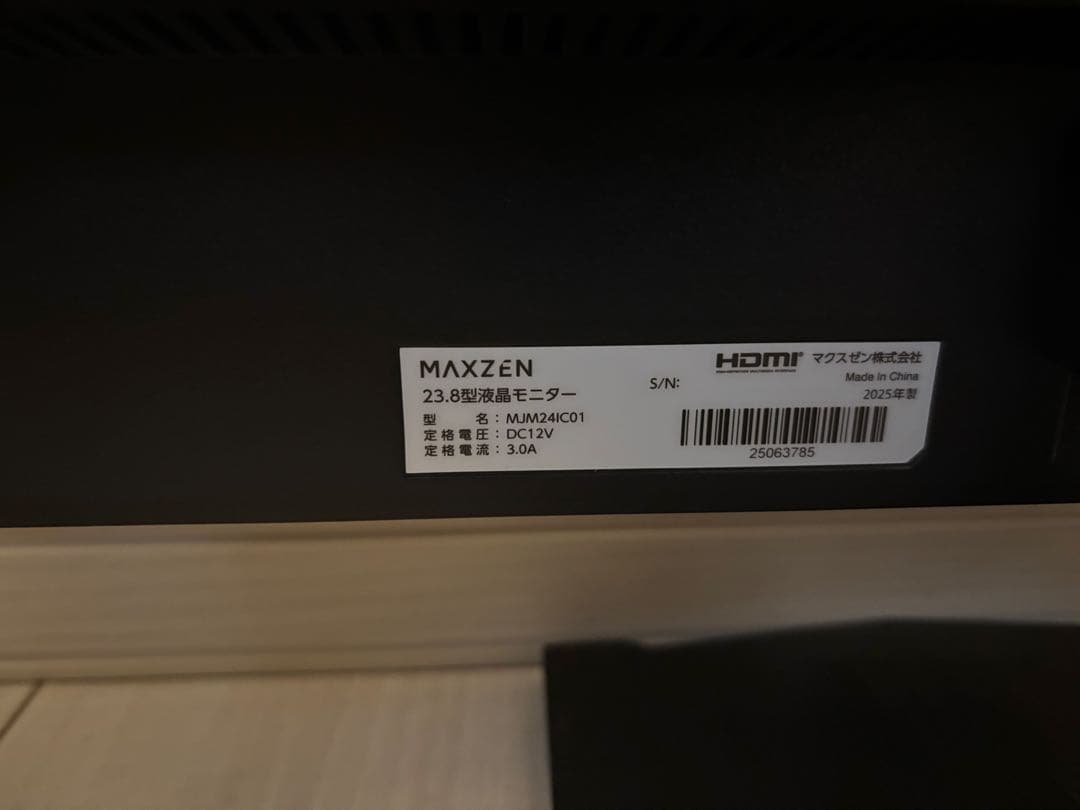 MAXZEN
23.8型液晶モニター
型 名：MJM24IC01
定格電圧：DC12V
定格電流：3.0A
S/N:
HDMI マクスゼン株式会社
Made in China
2025年製
25063785